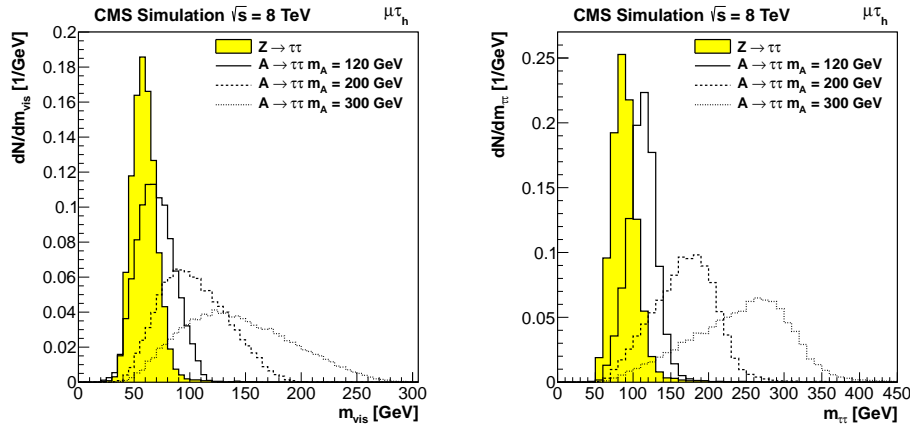 CMS Simulation √s = 8 TeV μτh
dN/dmvis [1/GeV]
0.2
0.18
0.16
0.14
0.12
0.1
0.08
0.06
0.04
0.02
0
Z → ττ
A → ττ mA = 120 GeV
A → ττ mA = 200 GeV
A → ττ mA = 300 GeV
0 50 100 150 200 250 300
mvis [GeV]
CMS Simulation √s = 8 TeV μτh
dN/dmττ [1/GeV]
0.25
0.2
0.15
0.1
0.05
0
Z → ττ
A → ττ mA = 120 GeV
A → ττ mA = 200 GeV
A → ττ mA = 300 GeV
0 50 100 150 200 250 300 350 400 450
mττ [GeV]